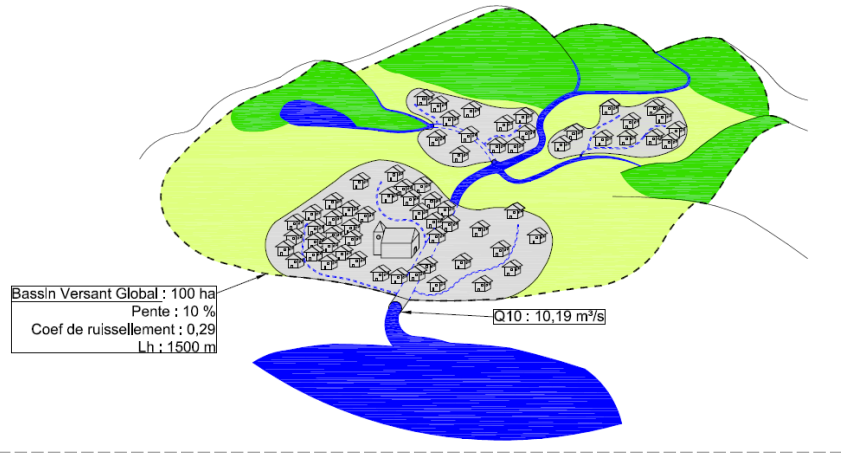 Bassin Versant Global : 100 ha
Pente : 10 %
Coef de ruissellement : 0,29
Lh : 1500 m
Q10 : 10,19 m³/s